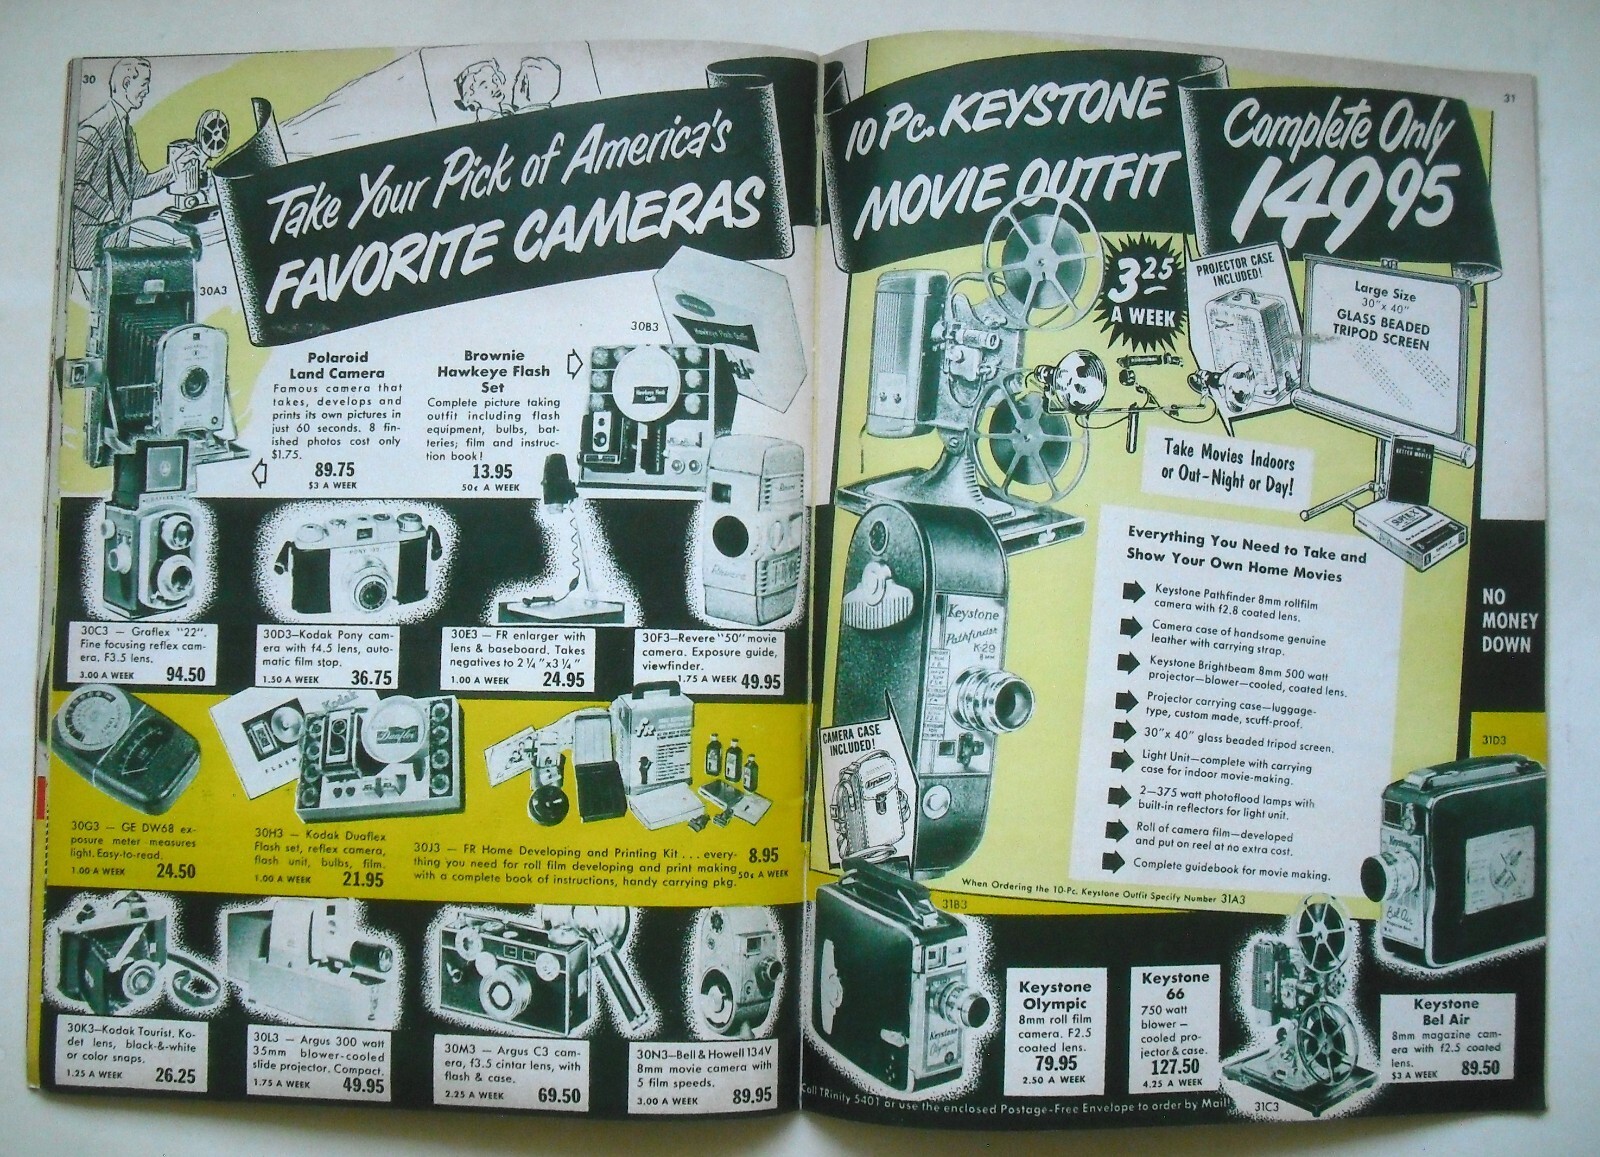 30
Take Your Pick of America's
FAVORITE CAMERAS
30A3
Polaroid
Land Camera
Famous camera that
takes, develops and
prints its own pictures in
just 60 seconds. 8 fin-
ished photos cost only
$1.75.
89.75
$3 A WEEK
30B3
Brownie
Hawkeye Flash
Set
Complete picture taking
outfit including flash
equipment, bulbs, bat-
teries; film and instruc-
tion book!
13.95
50¢ A WEEK
Hawkeye Flash Outfit
PONY 135
Revere
30C3 — Graflex "22".
Fine focusing reflex cam-
era, F3.5 lens.
3.00 A WEEK 94.50
30D3—Kodak Pony cam-
era with f4.5 lens, auto-
matic film stop.
1.50 A WEEK 36.75
30E3 — FR enlarger with
lens & baseboard. Takes
negatives to 2¼"x3¼"
1.00 A WEEK 24.95
30F3—Revere "50" movie
camera. Exposure guide,
viewfinder.
1.75 A WEEK 49.95
Kodak
Duaflex
FLASH
fr
30G3 — GE DW68 ex-
posure meter measures
light. Easy-to-read.
1.00 A WEEK 24.50
30H3 — Kodak Duaflex
Flash set, reflex camera,
flash unit, bulbs, film.
1.00 A WEEK 21.95
30J3 — FR Home Developing and Printing Kit . . . every-
thing you need for roll film developing and print making
with a complete book of instructions, handy carrying pkg.
8.95
50¢ A WEEK
30K3—Kodak Tourist, Ko-
det lens, black-&-white
or color snaps.
1.25 A WEEK 26.25
30L3 — Argus 300 watt
35mm blower-cooled
slide projector. Compact.
1.75 A WEEK 49.95
30M3 — Argus C3 cam-
era, f3.5 cintar lens, with
flash & case.
2.25 A WEEK 69.50
30N3—Bell & Howell 134V
8mm movie camera with
5 film speeds.
3.00 A WEEK 89.95
31
10 Pc. KEYSTONE
MOVIE OUTFIT
Complete Only
149.95
3.25
A WEEK
PROJECTOR CASE
INCLUDED!
Large Size
30" x 40"
GLASS BEADED
TRIPOD SCREEN
Take Movies Indoors
or Out-Night or Day!
BETTER MOVIES
SUPER-X
Everything You Need to Take and
Show Your Own Home Movies
Keystone Pathfinder 8mm rollfilm
camera with f2.8 coated lens.
Camera case of handsome genuine
leather with carrying strap.
Keystone Brightbeam 8mm 500 watt
projector—blower—cooled, coated lens.
Projector carrying case—luggage-
type, custom made, scuff-proof.
30"x 40" glass beaded tripod screen.
Light Unit—complete with carrying
case for indoor movie-making.
2—375 watt photoflood lamps with
built-in reflectors for light unit.
Roll of camera film—developed
and put on reel at no extra cost.
Complete guidebook for movie making.
Keystone
Pathfinder
K-29
8 mm
CAMERA CASE
INCLUDED!
Keystone
NO
MONEY
DOWN
When Ordering the 10-Pc. Keystone Outfit Specify Number 31A3
31B3
Keystone
Olympic
Keystone
Olympic
8mm roll film
camera. F2.5
coated lens.
79.95
2.50 A WEEK
Keystone
66
750 watt
blower —
cooled pro-
jector & case.
127.50
4.25 A WEEK
31C3
31D3
Keystone
Bel Air
Keystone
Bel Air
8mm magazine cam-
era with f2.5 coated
lens.
$3 A WEEK 89.50
Call TRinity 5401 or use the enclosed Postage-Free Envelope to order by Mail!